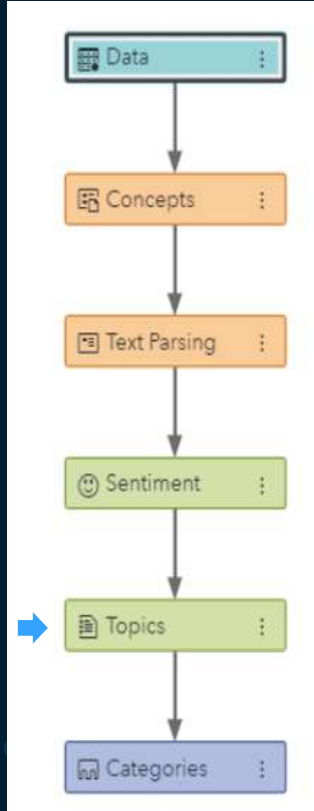 Data
Concepts
Text Parsing
Sentiment
Topics
Categories